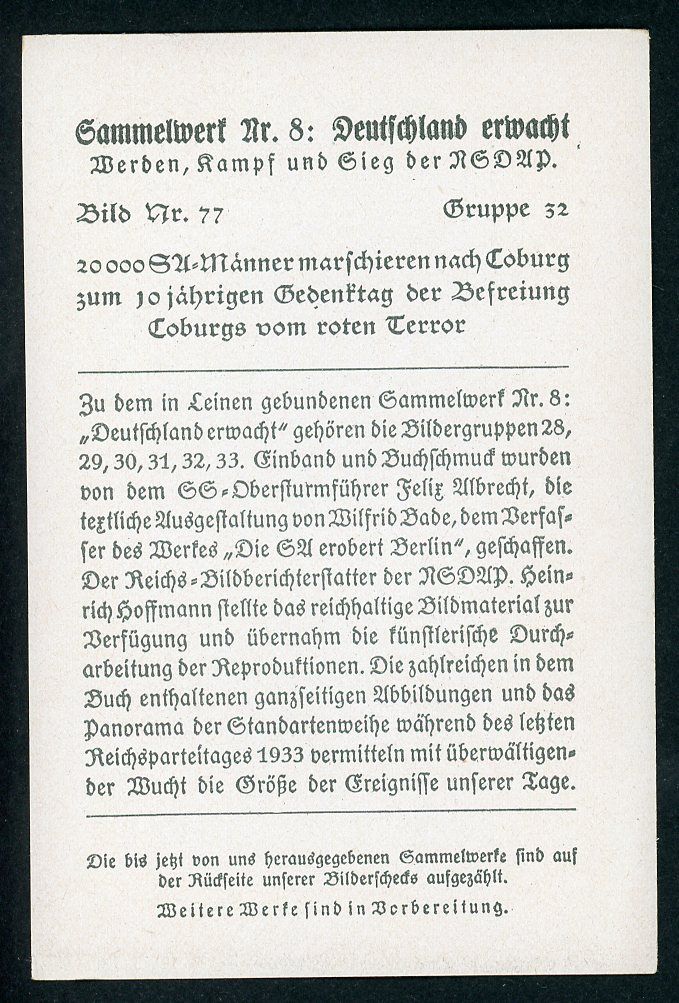 Sammelwerk Nr. 8: Deutschland erwacht
Werden, Kampf und Sieg der NSDAP.
Bild Nr. 77 Gruppe 32
20000 SA-Männer marschieren nach Coburg
zum 10jährigen Gedenktag der Befreiung
Coburgs vom roten Terror
Zu dem in Leinen gebundenen Sammelwerk Nr. 8:
„Deutschland erwacht“ gehören die Bildergruppen 28,
29, 30, 31, 32, 33. Einband und Buchschmuck wurden
von dem SS-Obersturmführer Felix Albrecht, die
textliche Ausgestaltung von Wilfrid Bade, dem Verfas-
ser des Werkes „Die SA erobert Berlin“, geschaffen.
Der Reichs-Bildberichterstatter der NSDAP. Hein-
rich Hoffmann stellte das reichhaltige Bildmaterial zur
Verfügung und übernahm die künstlerische Durch-
arbeitung der Reproduktionen. Die zahlreichen in dem
Buch enthaltenen ganzseitigen Abbildungen und das
Panorama der Standartenweihe während des letzten
Reichsparteitages 1933 vermitteln mit überwältigen-
der Wucht die Größe der Ereignisse unserer Tage.
Die bis jetzt von uns herausgegebenen Sammelwerke sind auf
der Rückseite unserer Bilderschecks aufgezählt.
Weitere Werke sind in Vorbereitung.